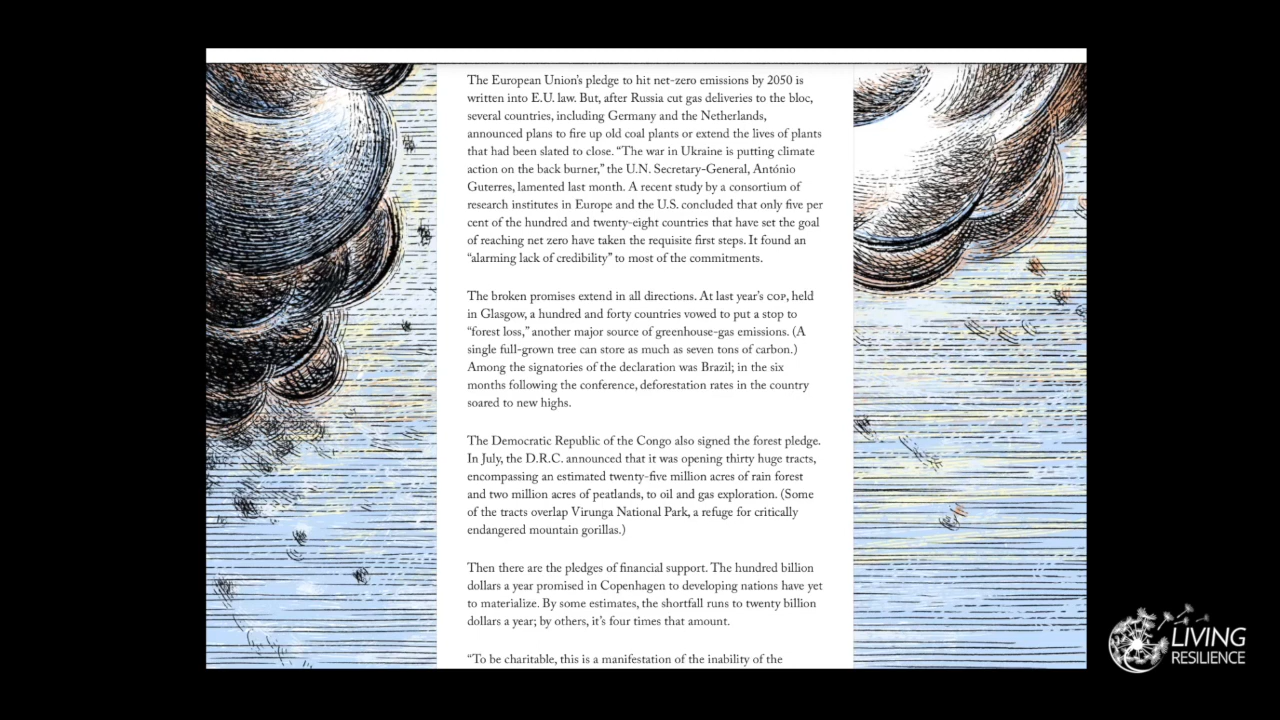 The European Union's pledge to hit net-zero emissions by 2050 is
written into E.U. law. But, after Russia cut gas deliveries to the bloc,
several countries, including Germany and the Netherlands,
announced plans to fire up old coal plants or extend the lives of plants
that had been slated to close. “The war in Ukraine is putting climate
action on the back burner,” the U.N. Secretary-General, António
Guterres, lamented last month. A recent study by a consortium of
research institutes in Europe and the U.S. concluded that only five per
cent of the hundred and twenty-eight countries that have set the goal
of reaching net zero have taken the requisite first steps. It found an
“alarming lack of credibility” to most of the commitments.
The broken promises extend in all directions. At last year's COP, held
in Glasgow, a hundred and forty countries vowed to put a stop to
“forest loss,” another major source of greenhouse-gas emissions. (A
single full-grown tree can store as much as seven tons of carbon.)
Among the signatories of the declaration was Brazil; in the six
months following the conference, deforestation rates in the country
soared to new highs.
The Democratic Republic of the Congo also signed the forest pledge.
In July, the D.R.C. announced that it was opening thirty huge tracts,
encompassing an estimated twenty-five million acres of rain forest
and two million acres of peatlands, to oil and gas exploration. (Some
of the tracts overlap Virunga National Park, a refuge for critically
endangered mountain gorillas.)
Then there are the pledges of financial support. The hundred billion
dollars a year promised in Copenhagen to developing nations have yet
to materialize. By some estimates, the shortfall runs to twenty billion
dollars a year; by others, it's four times that amount.
“To be charitable, this is a manifestation of the inability of the
LIVING
RESILIENCE